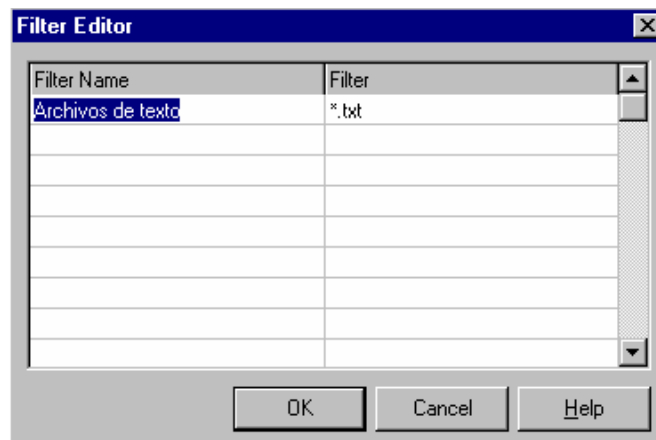 Filter Editor
Filter Name Filter
Archivos de texto *.txt
OK Cancel Help